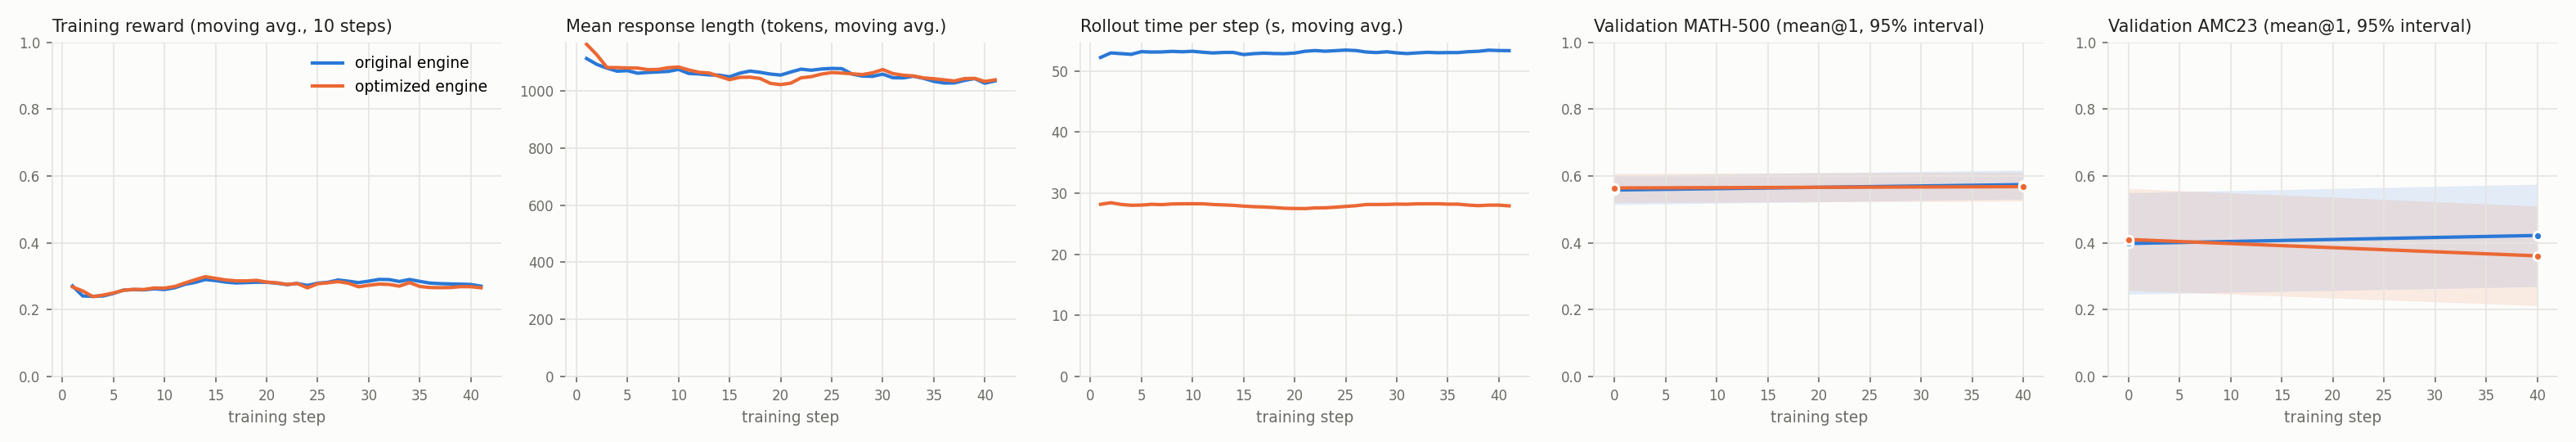 Training reward (moving avg., 10 steps)
1.0
0.8
0.6
0.4
0.2
0.0
original engine
optimized engine
0 5 10 15 20 25 30 35 40
training step
Mean response length (tokens, moving avg.)
1000
800
600
400
200
0
0 5 10 15 20 25 30 35 40
training step
Rollout time per step (s, moving avg.)
50
40
30
20
10
0
0 5 10 15 20 25 30 35 40
training step
Validation MATH-500 (mean@1, 95% interval)
1.0
0.8
0.6
0.4
0.2
0.0
0 5 10 15 20 25 30 35 40
training step
Validation AMC23 (mean@1, 95% interval)
1.0
0.8
0.6
0.4
0.2
0.0
0 5 10 15 20 25 30 35 40
training step